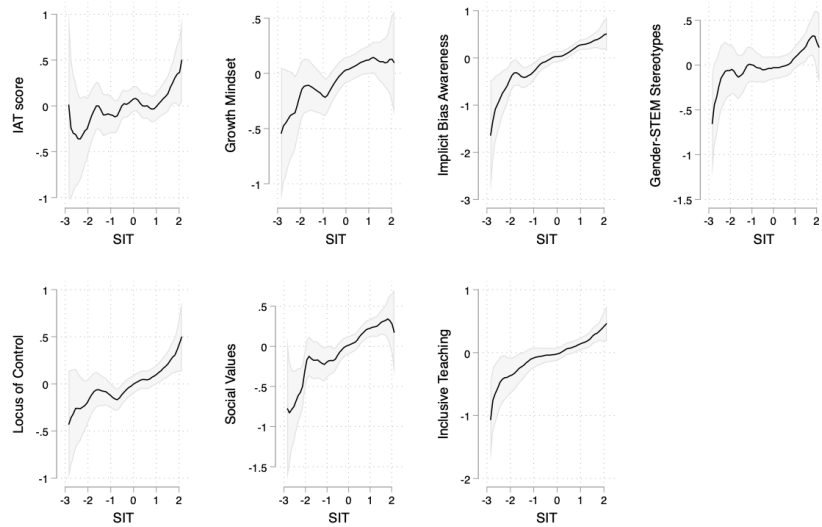 IAT score
1
.5
0
-.5
-1
-3 -2 -1 0 1 2
SIT
Growth Mindset
.5
0
-.5
-1
-3 -2 -1 0 1 2
SIT
Implicit Bias Awareness
1
0
-1
-2
-3
-3 -2 -1 0 1 2
SIT
Gender-STEM Stereotypes
.5
0
-.5
-1
-1.5
-3 -2 -1 0 1 2
SIT
Locus of Control
1
.5
0
-.5
-1
-3 -2 -1 0 1 2
SIT
Social Values
.5
0
-.5
-1
-1.5
-3 -2 -1 0 1 2
SIT
Inclusive Teaching
1
0
-1
-2
-3 -2 -1 0 1 2
SIT